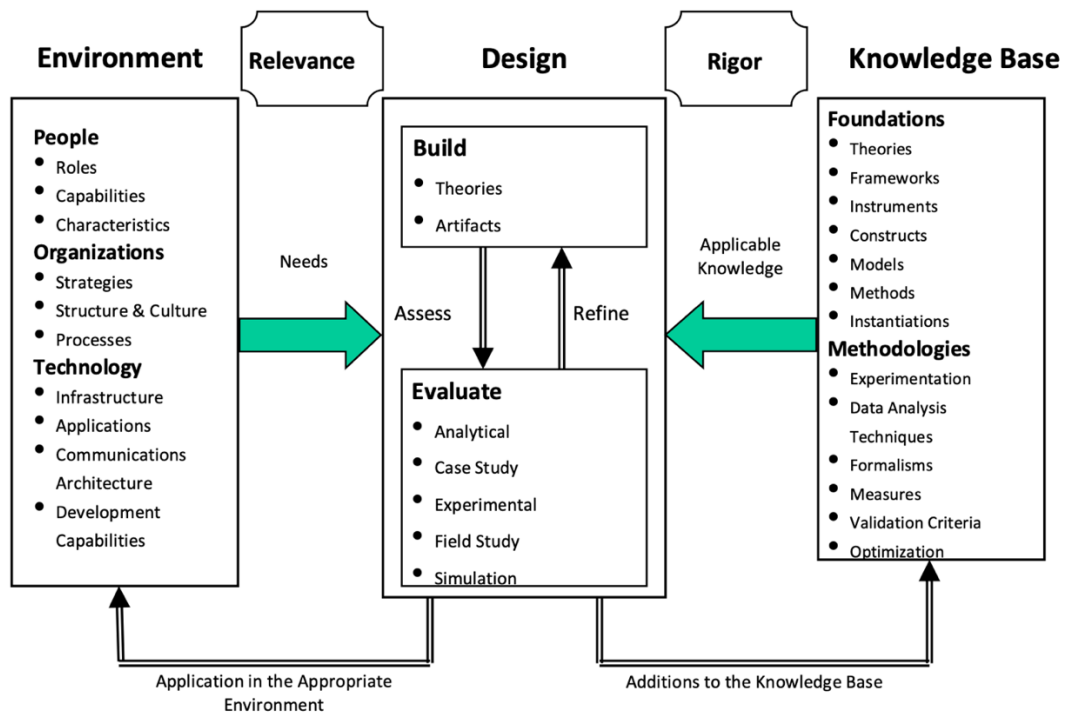 Environment
Relevance
Design
Rigor
Knowledge Base
People
Roles
Capabilities
Characteristics
Organizations
Strategies
Structure & Culture
Processes
Technology
Infrastructure
Applications
Communications
Architecture
Development
Capabilities
Needs
Build
Theories
Artifacts
Assess
Refine
Evaluate
Analytical
Case Study
Experimental
Field Study
Simulation
Applicable
Knowledge
Foundations
Theories
Frameworks
Instruments
Constructs
Models
Methods
Instantiations
Methodologies
Experimentation
Data Analysis
Techniques
Formalisms
Measures
Validation Criteria
Optimization
Application in the Appropriate
Environment
Additions to the Knowledge Base